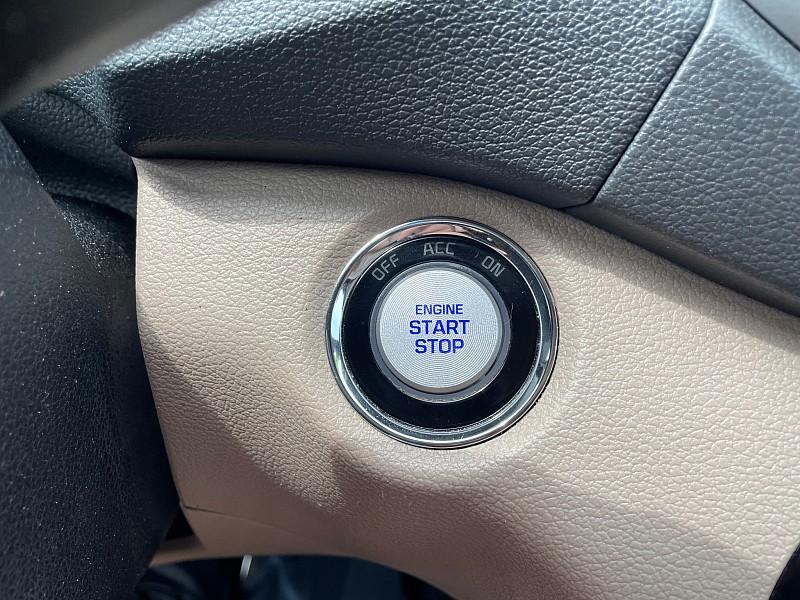 OFF ACC ON
ENGINE
START
STOP